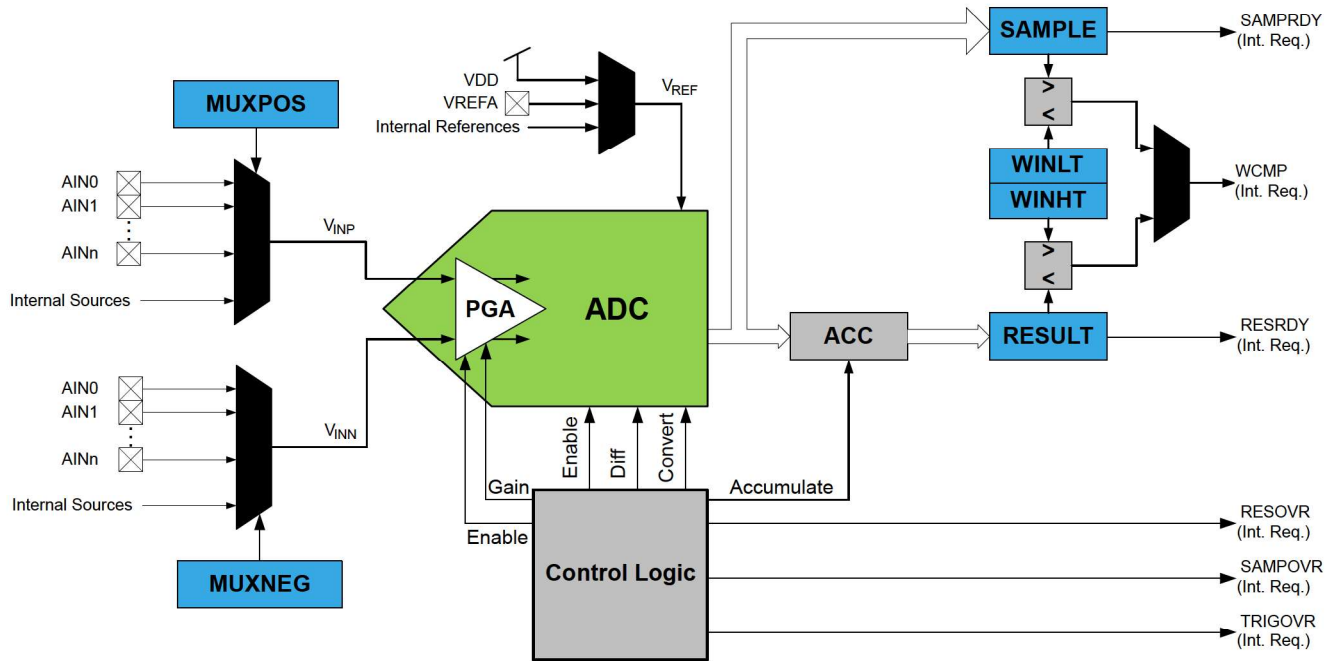 SAMPLE
SAMPRDY
(Int. Req.)
VDD
VREFA
Internal References
VREF
MUXPOS
>
<
AIN0
AIN1
AINn
Internal Sources
VINP
WINLT
WINHT
WCMP
(Int. Req.)
>
<
PGA
ADC
ACC
RESULT
RESRDY
(Int. Req.)
AIN0
AIN1
AINn
Internal Sources
VINN
MUXNEG
Gain
Enable
Enable
Diff
Convert
Accumulate
Control Logic
RESOVR
(Int. Req.)
SAMPOVR
(Int. Req.)
TRIGOVR
(Int. Req.)